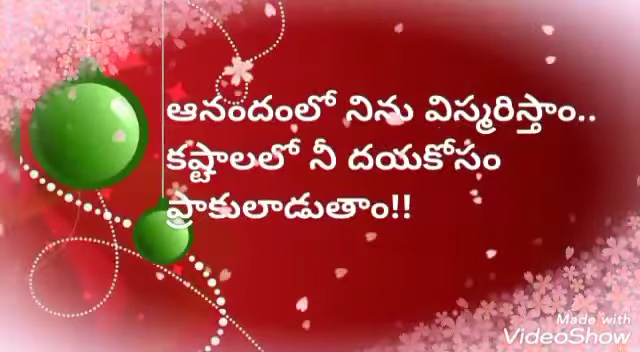 ఆనందంలో నిను విస్మరిస్తాం..
కష్టాలలో నీ దయకోసం
ప్రాకులాడుతాం!!
Made with
VideoShow